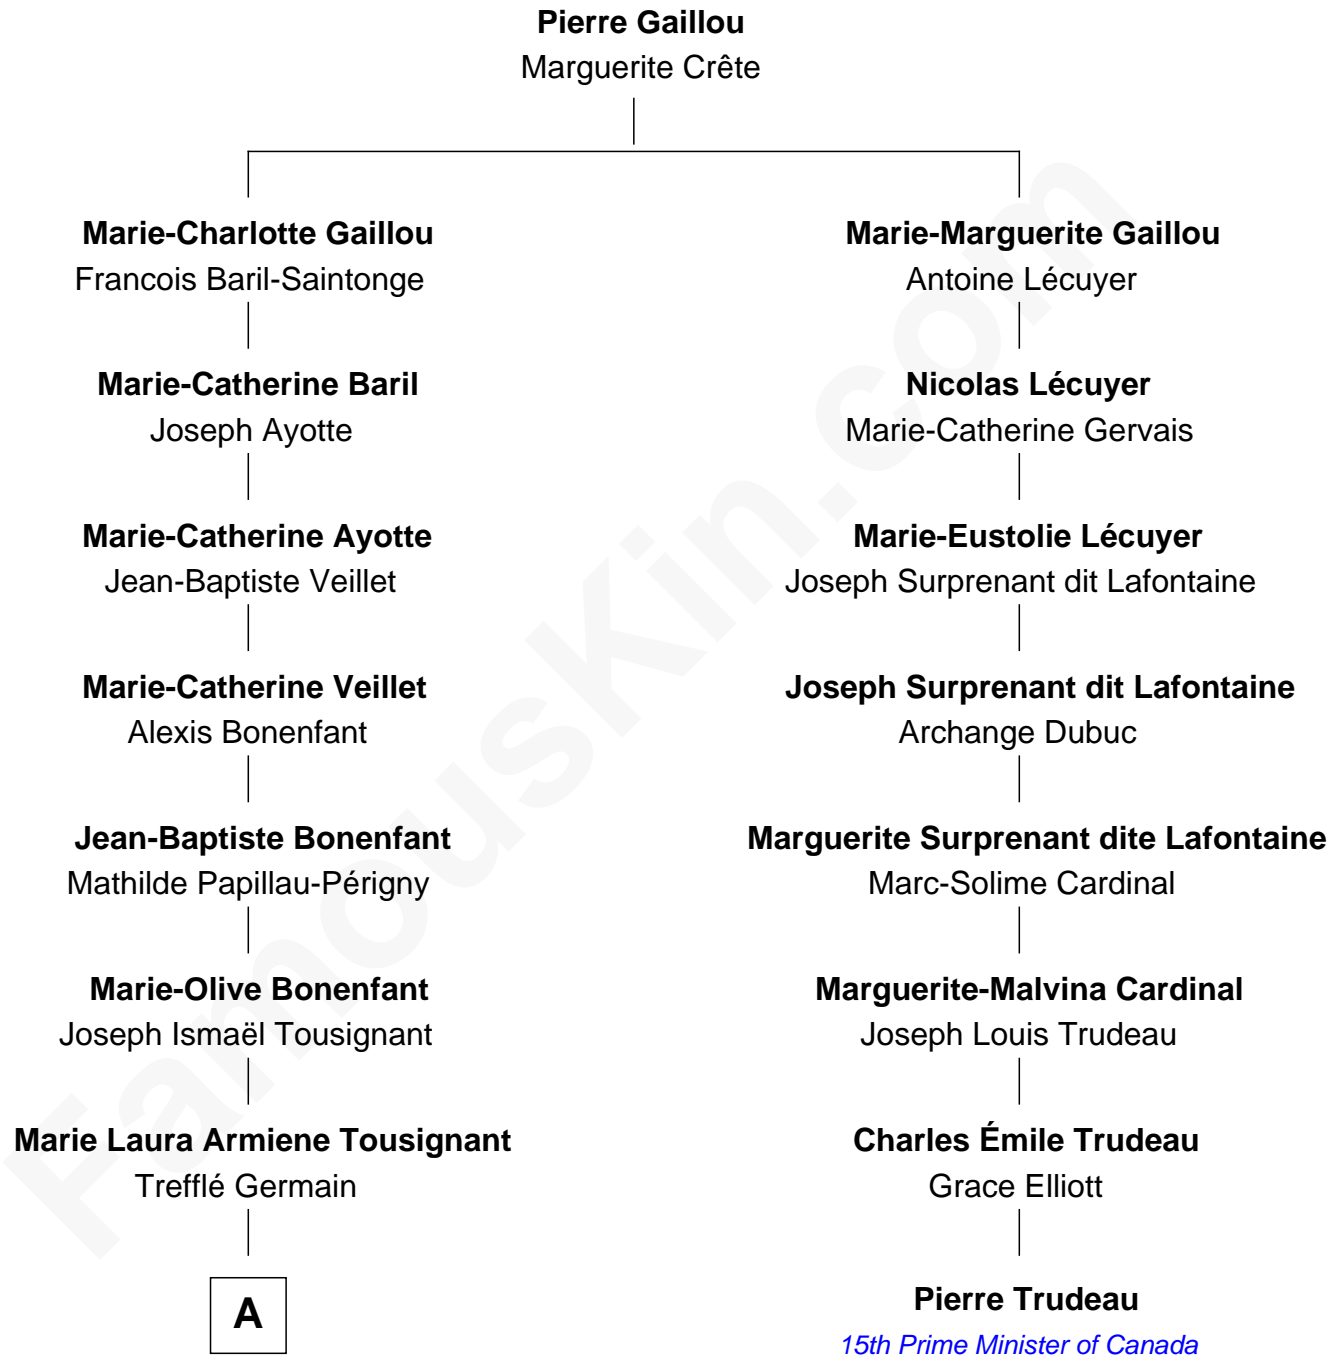 Pierre Gaillou
Marguerite Crête
Marie-Charlotte Gaillou
Francois Baril-Saintonge
Marie-Catherine Baril
Joseph Ayotte
Marie-Catherine Ayotte
Jean-Baptiste Veillet
Marie-Catherine Veillet
Alexis Bonenfant
Jean-Baptiste Bonenfant
Mathilde Papillau-Périgny
Marie-Olive Bonenfant
Joseph Ismaël Tousignant
Marie Laura Armiene Tousignant
Trefflé Germain
A
Marie-Marguerite Gaillou
Antoine Lécuyer
Nicolas Lécuyer
Marie-Catherine Gervais
Marie-Eustolie Lécuyer
Joseph Surprenant dit Lafontaine
Joseph Surprenant dit Lafontaine
Archange Dubuc
Marguerite Surprenant dite Lafontaine
Marc-Solime Cardinal
Marguerite-Malvina Cardinal
Joseph Louis Trudeau
Charles Émile Trudeau
Grace Elliott
Pierre Trudeau
15th Prime Minister of Canada
FamousKin.com